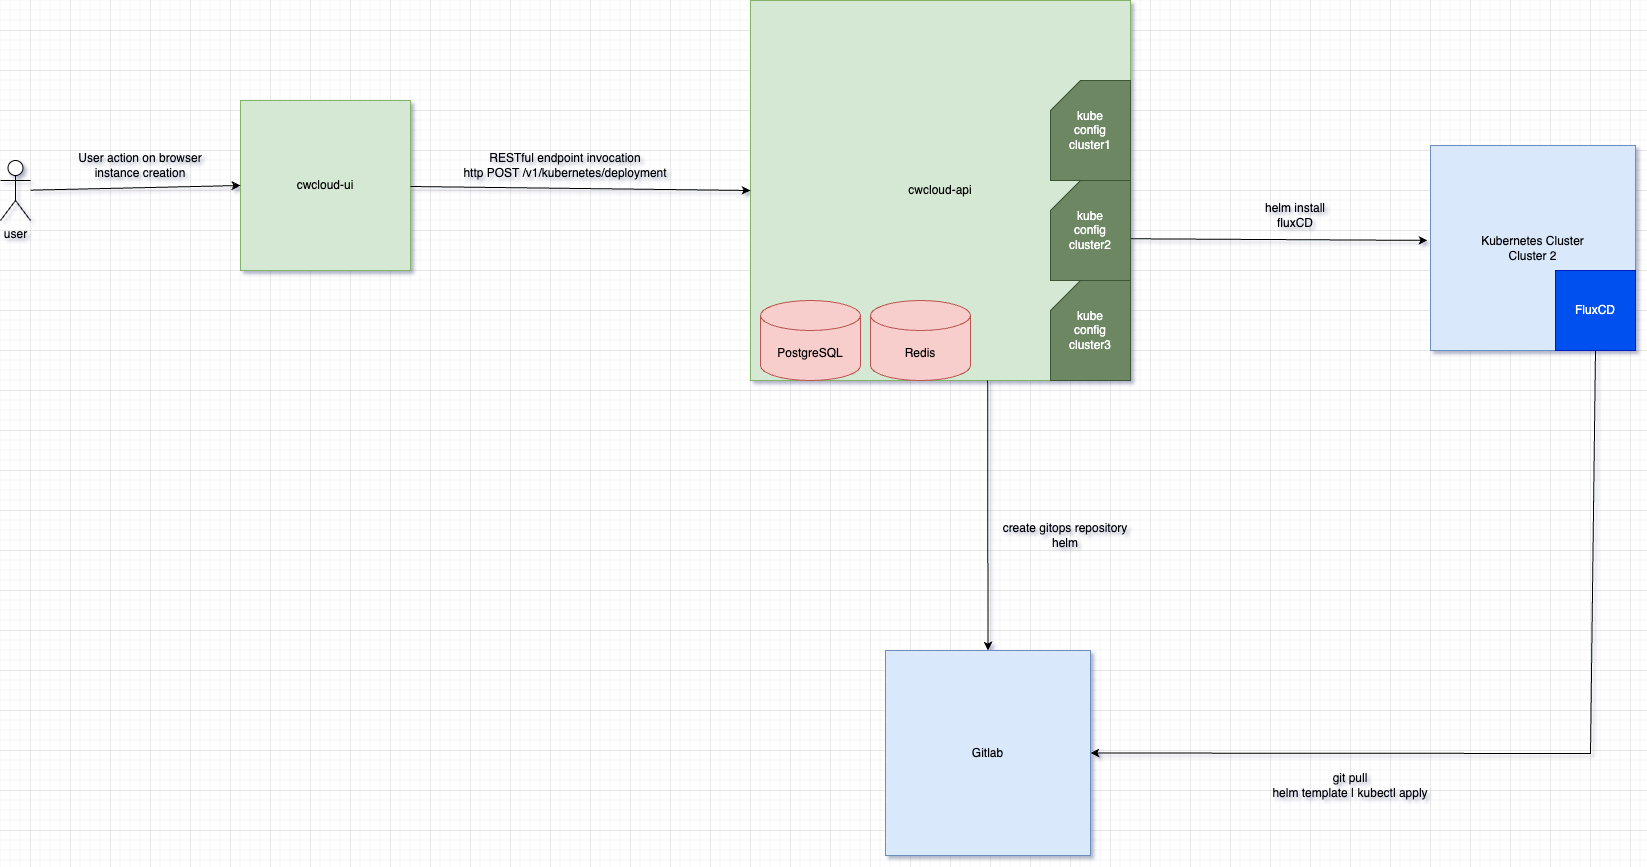 User action on browser
instance creation
user
cwcloud-ui
RESTful endpoint invocation
http POST /v1/kubernetes/deployment
cwcloud-api
kube
config
cluster1
kube
config
cluster2
kube
config
cluster3
PostgreSQL
Redis
helm install
fluxCD
Kubernetes Cluster
Cluster 2
FluxCD
create gitops repository
helm
Gitlab
git pull
helm template | kubectl apply